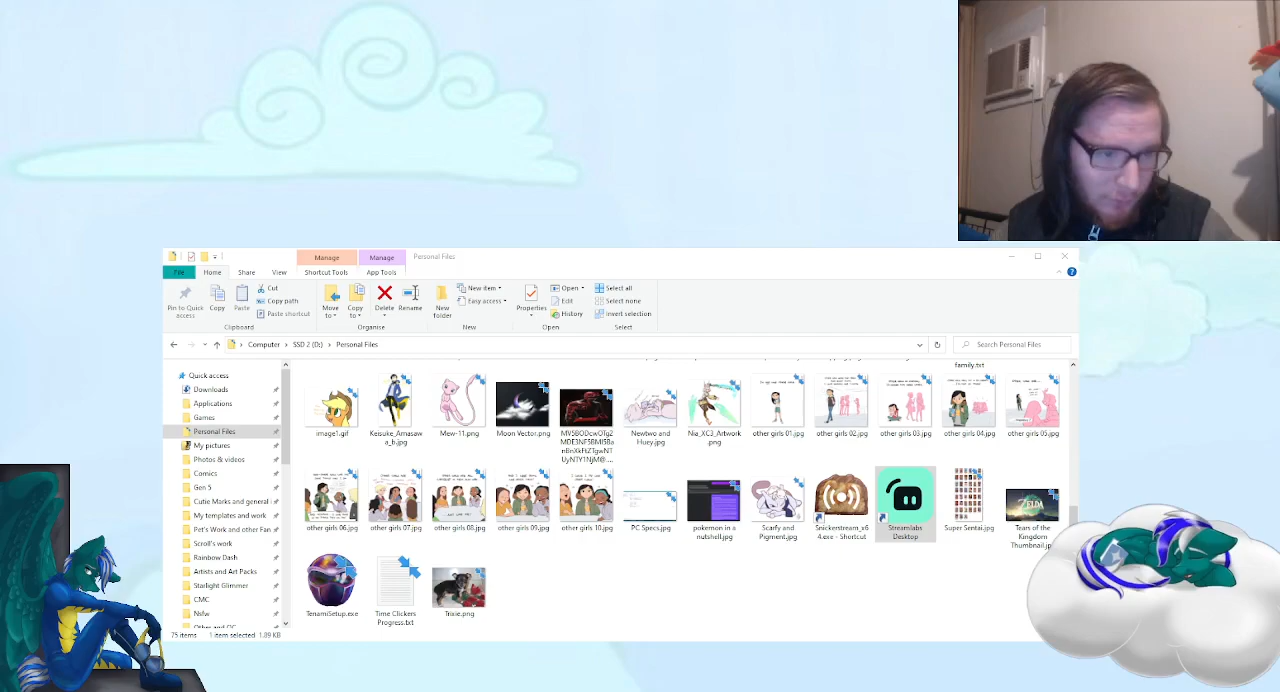 Manage Manage Personal Files
File Home Share View Shortcut Tools App Tools
Pin to Quick access
Copy
Paste
Cut
Copy path
Paste shortcut
Clipboard
Move to
Copy to
Delete
Rename
Organise
New folder
New item
Easy access
New
Properties
Open
Edit
History
Open
Select all
Select none
Invert selection
Select
Computer SSD 2 (D:) Personal Files
Search Personal Files
Quick access
Downloads
Applications
Games
Personal Files
My pictures
Photos & videos
Comics
Gen 5
Cutie Marks and general
My templates and work
Pet's Work and other Fan
Scroll's work
Rainbow Dash
Artists and Art Packs
Starlight Glimmer
CMC
Nsfw
family.txt
image1.gif
Keisuke_Amasawa_h.jpg
Mew-11.png
Moon Vector.png
Newtwo and Huey.jpg
Nia_XC3_Artwork.png
other girls 01.jpg
other girls 02.jpg
other girls 03.jpg
other girls 04.jpg
other girls 05.jpg
other girls 06.jpg
other girls 07.jpg
other girls 08.jpg
other girls 09.jpg
other girls 10.jpg
PC Specs.jpg
pokemon in a nutshell.jpg
Scarfy and Pigment.jpg
Snickerstream_x64.exe - Shortcut
Streamlabs Desktop
Super Sentai.jpg
ZELDA
Tears of the Kingdom Thumbnail.jp
TenamiSetup.exe
Time Clickers Progress.txt
Trixie.png
75 items 1 item selected 1.89 KB